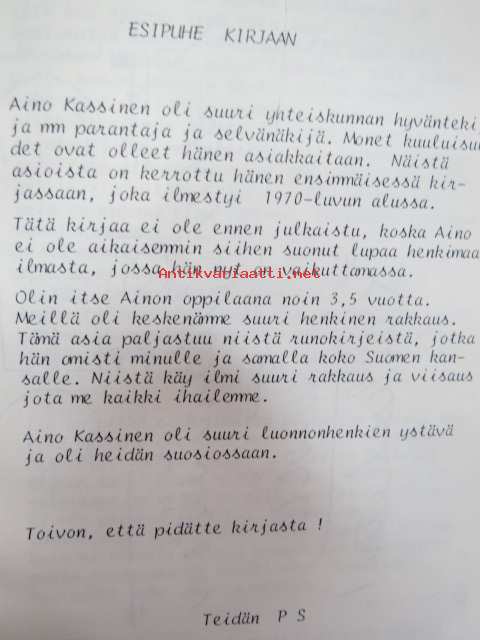 ESIPUHE KIRJAAN
Aino Kassinen oli suuri yhteiskunnan hyvänteki
ja mm parantaja ja selvänäkijä. Monet kuuluisuu
det ovat olleet hänen asiakkaitaan. Näistä
asioista on kerrottu hänen ensimmäisessä kir-
jassaan, joka ilmestyi 1970-luvun alussa.
Tätä kirjaa ei ole ennen julkaistu, koska Aino
ei ole aikaisemmin siihen suonut lupaa henkimaa
ilmasta, jossa hän nyt on vaikuttamassa.
Antikvariaatti.net
Olin itse Ainon oppilaana noin 3,5 vuotta.
Meillä oli keskenämme suuri henkinen rakkaus.
Tämä asia paljastuu niistä runokirjeistä, jotka
hän omisti minulle ja samalla koko Suomen kan-
salle. Niistä käy ilmi suuri rakkaus ja viisaus
jota me kaikki ihailemme.
Aino Kassinen oli suuri luonnonhenkien ystävä
ja oli heidän suosiossaan.
Toivon, että pidätte kirjasta !
Teidän P S